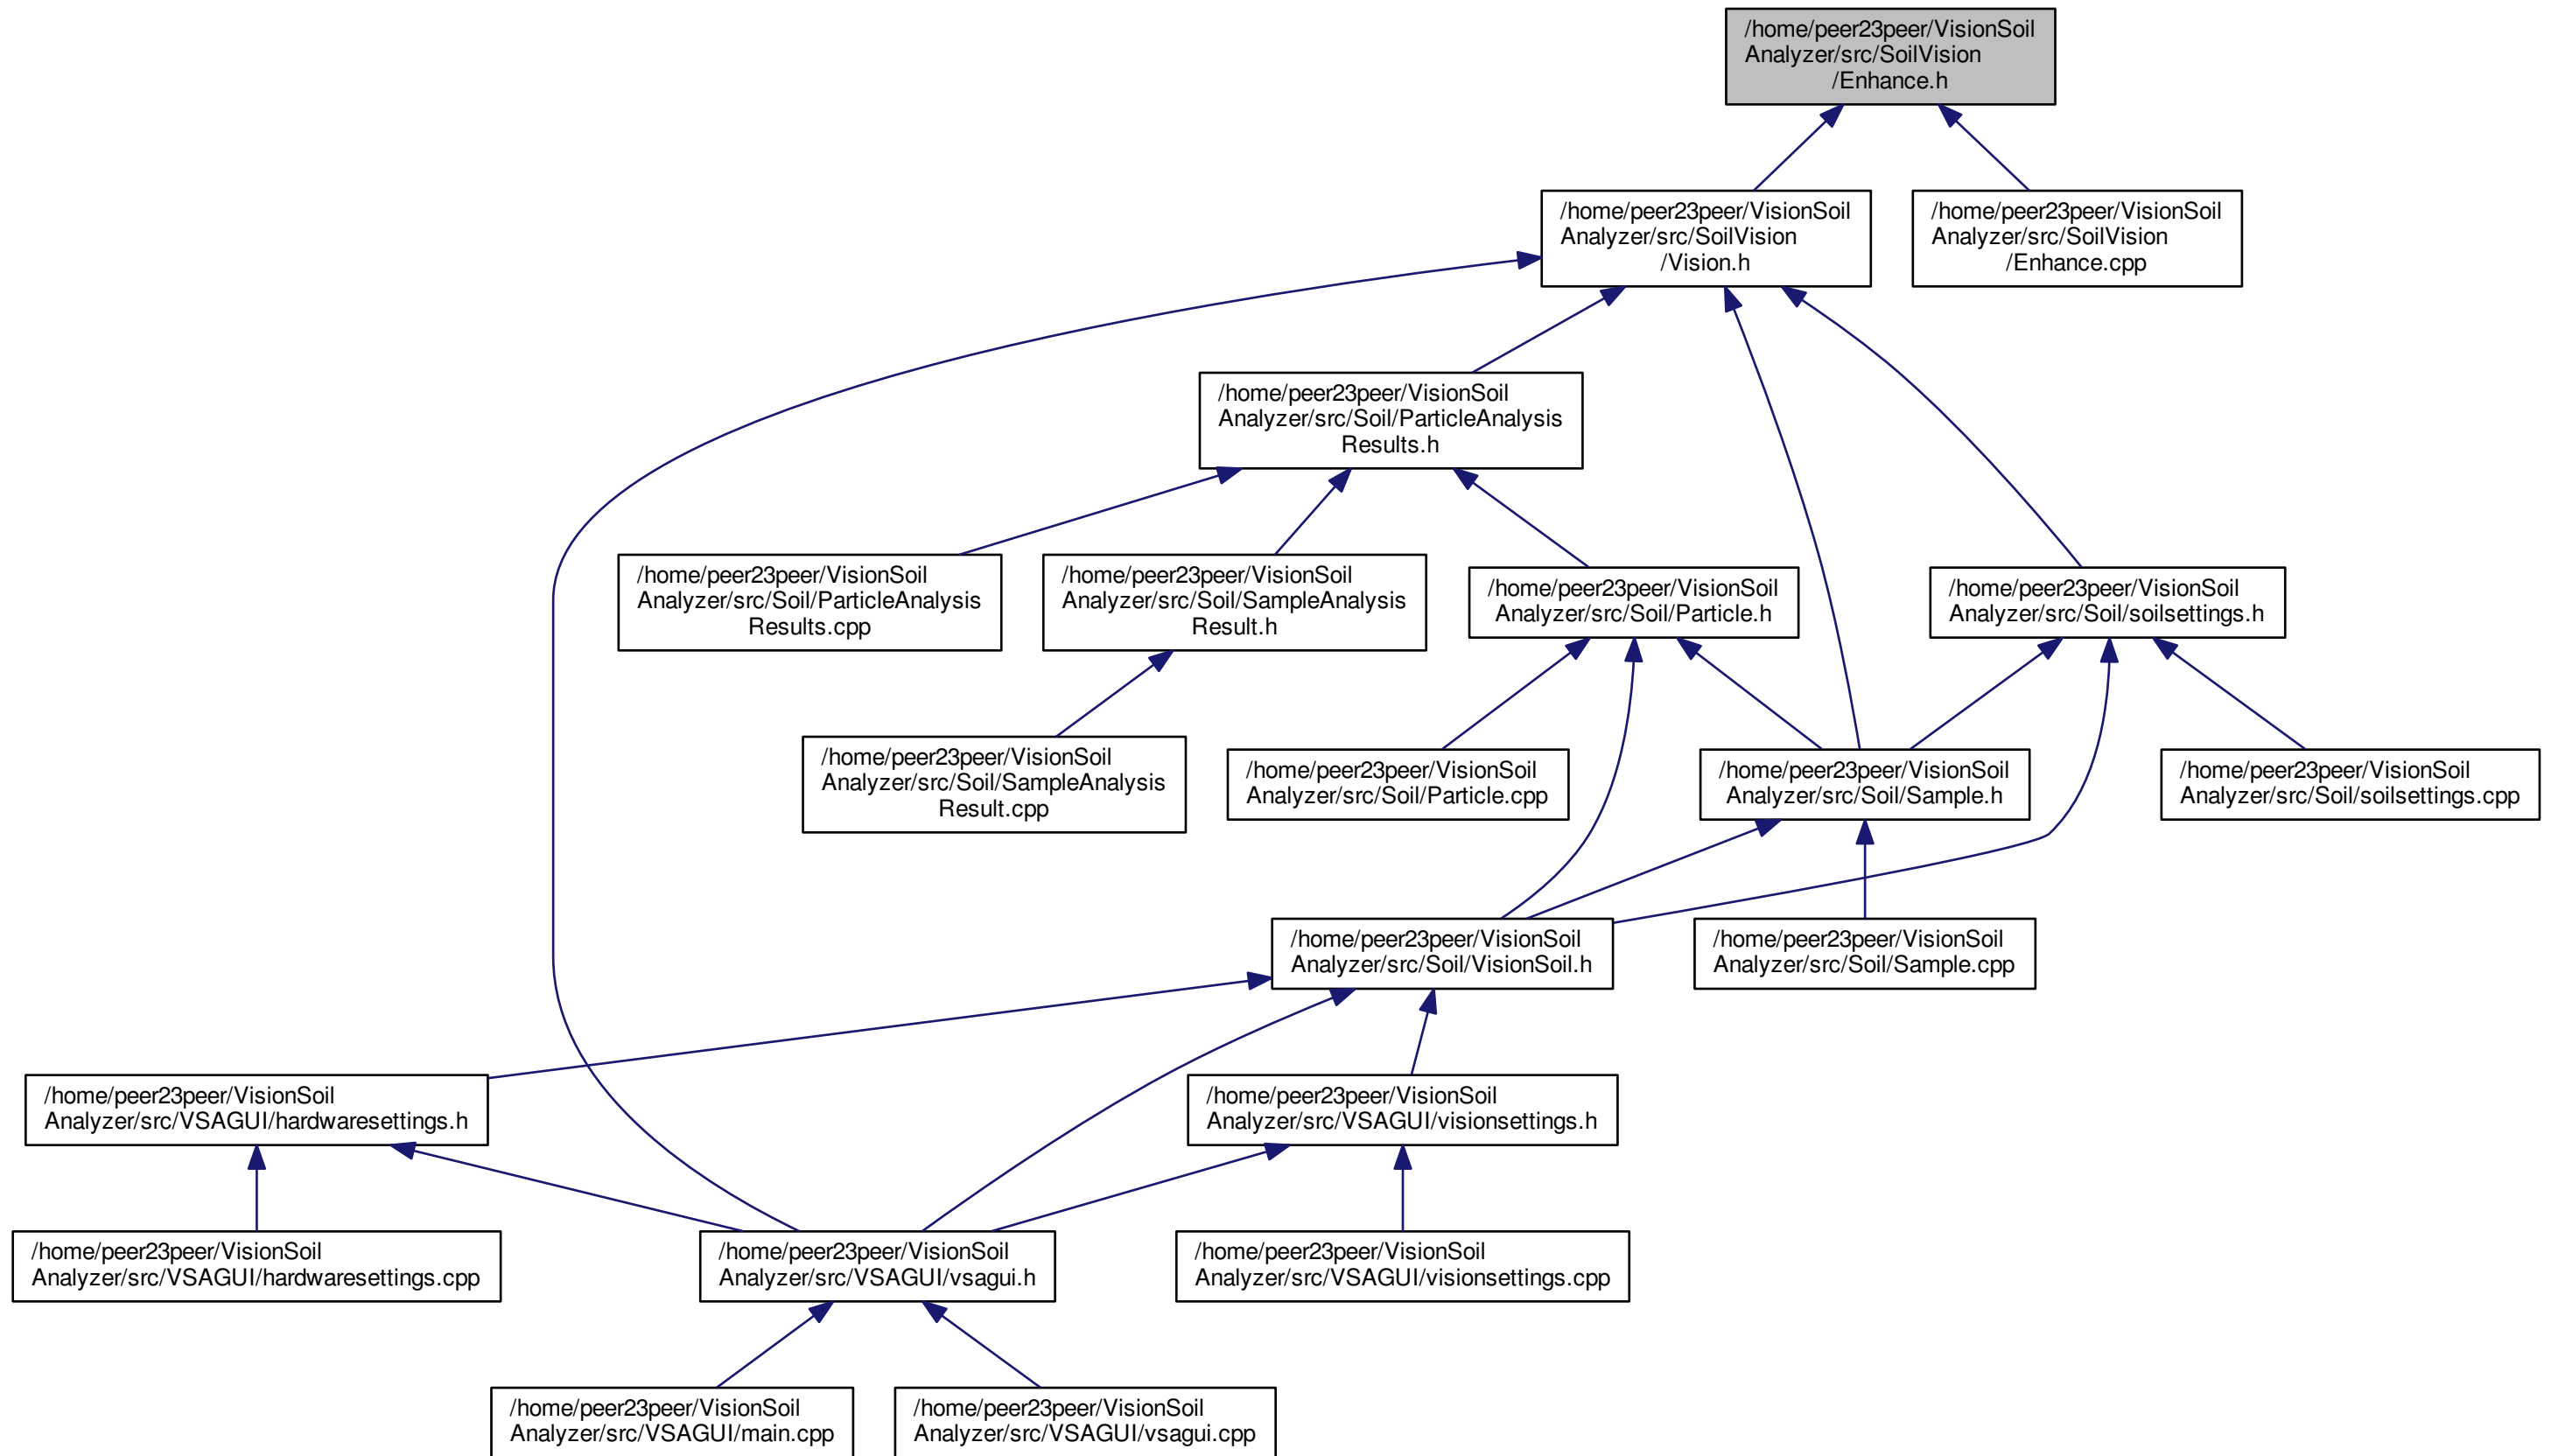 /home/peer23peer/VisionSoil
Analyzer/src/SoilVision
/Enhance.h
/home/peer23peer/VisionSoil
Analyzer/src/SoilVision
/Vision.h
/home/peer23peer/VisionSoil
Analyzer/src/SoilVision
/Enhance.cpp
/home/peer23peer/VisionSoil
Analyzer/src/Soil/ParticleAnalysis
Results.h
/home/peer23peer/VisionSoil
Analyzer/src/Soil/ParticleAnalysis
Results.cpp
/home/peer23peer/VisionSoil
Analyzer/src/Soil/SampleAnalysis
Result.h
/home/peer23peer/VisionSoil
Analyzer/src/Soil/Particle.h
/home/peer23peer/VisionSoil
Analyzer/src/Soil/soilsettings.h
/home/peer23peer/VisionSoil
Analyzer/src/Soil/SampleAnalysis
Result.cpp
/home/peer23peer/VisionSoil
Analyzer/src/Soil/Particle.cpp
/home/peer23peer/VisionSoil
Analyzer/src/Soil/Sample.h
/home/peer23peer/VisionSoil
Analyzer/src/Soil/soilsettings.cpp
/home/peer23peer/VisionSoil
Analyzer/src/Soil/VisionSoil.h
/home/peer23peer/VisionSoil
Analyzer/src/Soil/Sample.cpp
/home/peer23peer/VisionSoil
Analyzer/src/VSAGUI/hardwaresettings.h
/home/peer23peer/VisionSoil
Analyzer/src/VSAGUI/visionsettings.h
/home/peer23peer/VisionSoil
Analyzer/src/VSAGUI/hardwaresettings.cpp
/home/peer23peer/VisionSoil
Analyzer/src/VSAGUI/vsagui.h
/home/peer23peer/VisionSoil
Analyzer/src/VSAGUI/visionsettings.cpp
/home/peer23peer/VisionSoil
Analyzer/src/VSAGUI/main.cpp
/home/peer23peer/VisionSoil
Analyzer/src/VSAGUI/vsagui.cpp